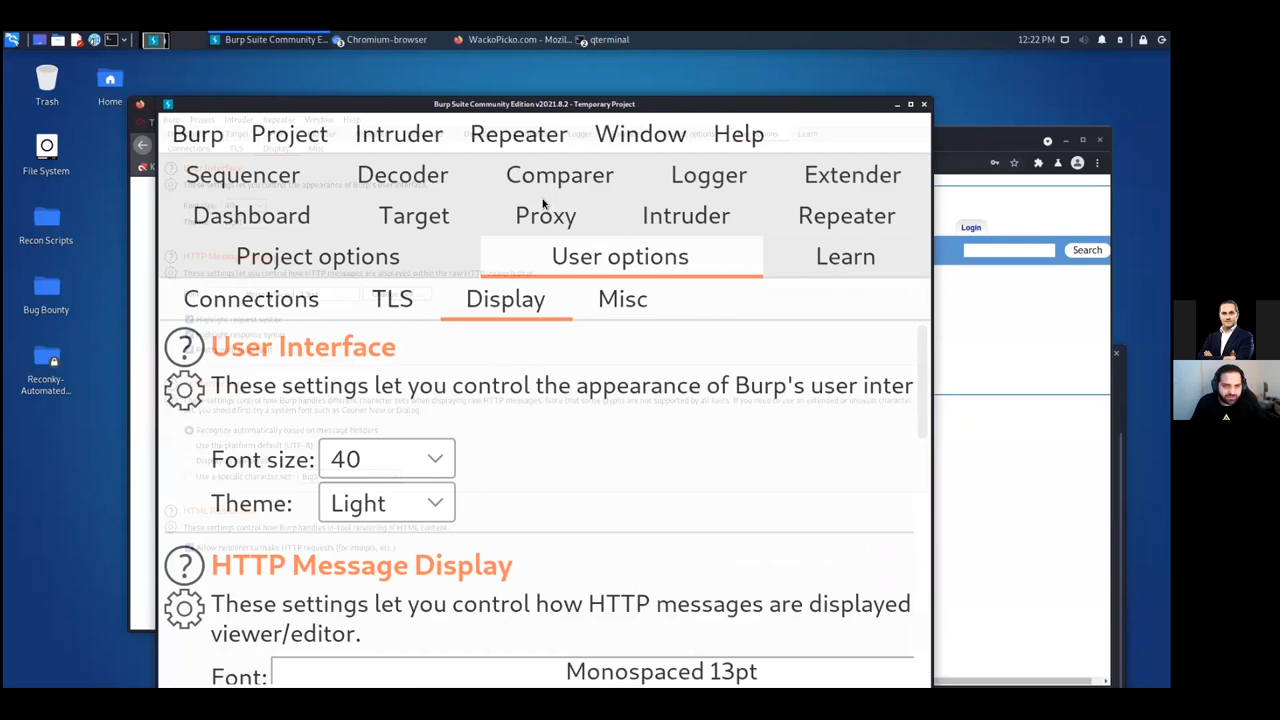 Burp Suite Community E...
Chromium-browser
WackoPicko.com - Mozil...
qterminal
12:22 PM
Trash
Home
File System
Recon Scripts
Bug Bounty
Reconky-
Automated...
Burp Suite Community Edition v2021.8.2 - Temporary Project
Burp Project Intruder Repeater Window Help
Sequencer Decoder Comparer Logger Extender
Dashboard Target Proxy Intruder Repeater
Project options User options Learn
Connections TLS Display Misc
User Interface
These settings let you control the appearance of Burp's user inter
Font size: 40
Theme: Light
HTTP Message Display
These settings let you control how HTTP messages are displayed
viewer/editor.
Font: Monospaced 13pt
Login
Search